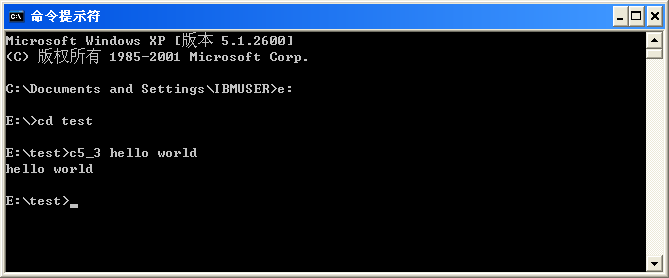 命令提示符
Microsoft Windows XP [版本 5.1.2600]
(C) 版权所有 1985-2001 Microsoft Corp.
C:\Documents and Settings\IBMUSER>e:
E:\>cd test
E:\test>c5_3 hello world
hello world
E:\test>